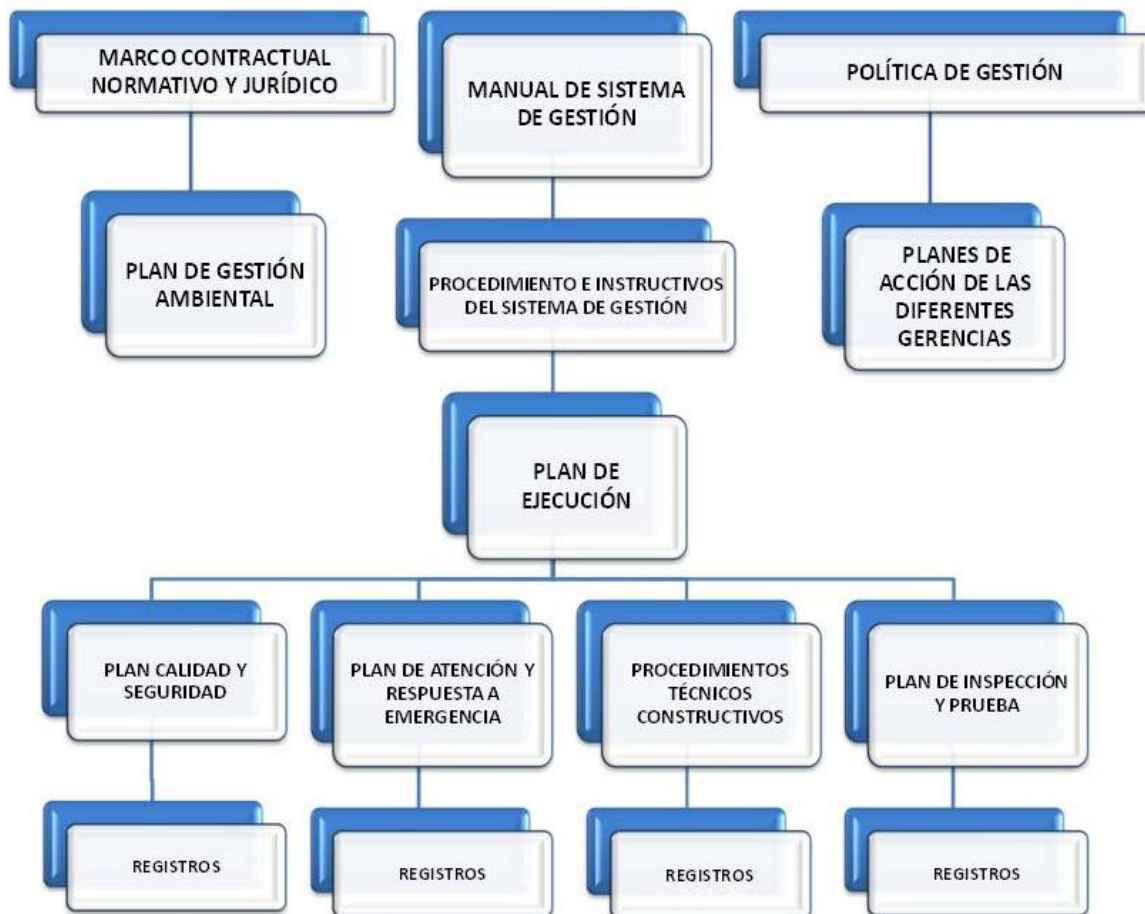 MARCO CONTRACTUAL
NORMATIVO Y JURÍDICO
MANUAL DE SISTEMA
DE GESTIÓN
POLÍTICA DE GESTIÓN
PLAN DE GESTIÓN
AMBIENTAL
PROCEDIMIENTO E INSTRUCTIVOS
DEL SISTEMA DE GESTIÓN
PLANES DE
ACCIÓN DE LAS
DIFERENTES
GERENCIAS
PLAN DE
EJECUCIÓN
PLAN CALIDAD Y
SEGURIDAD
PLAN DE ATENCIÓN Y
RESPUESTA A
EMERGENCIA
PROCEDIMIENTOS
TÉCNICOS
CONSTRUCTIVOS
PLAN DE INSPECCIÓN
Y PRUEBA
REGISTROS
REGISTROS
REGISTROS
REGISTROS